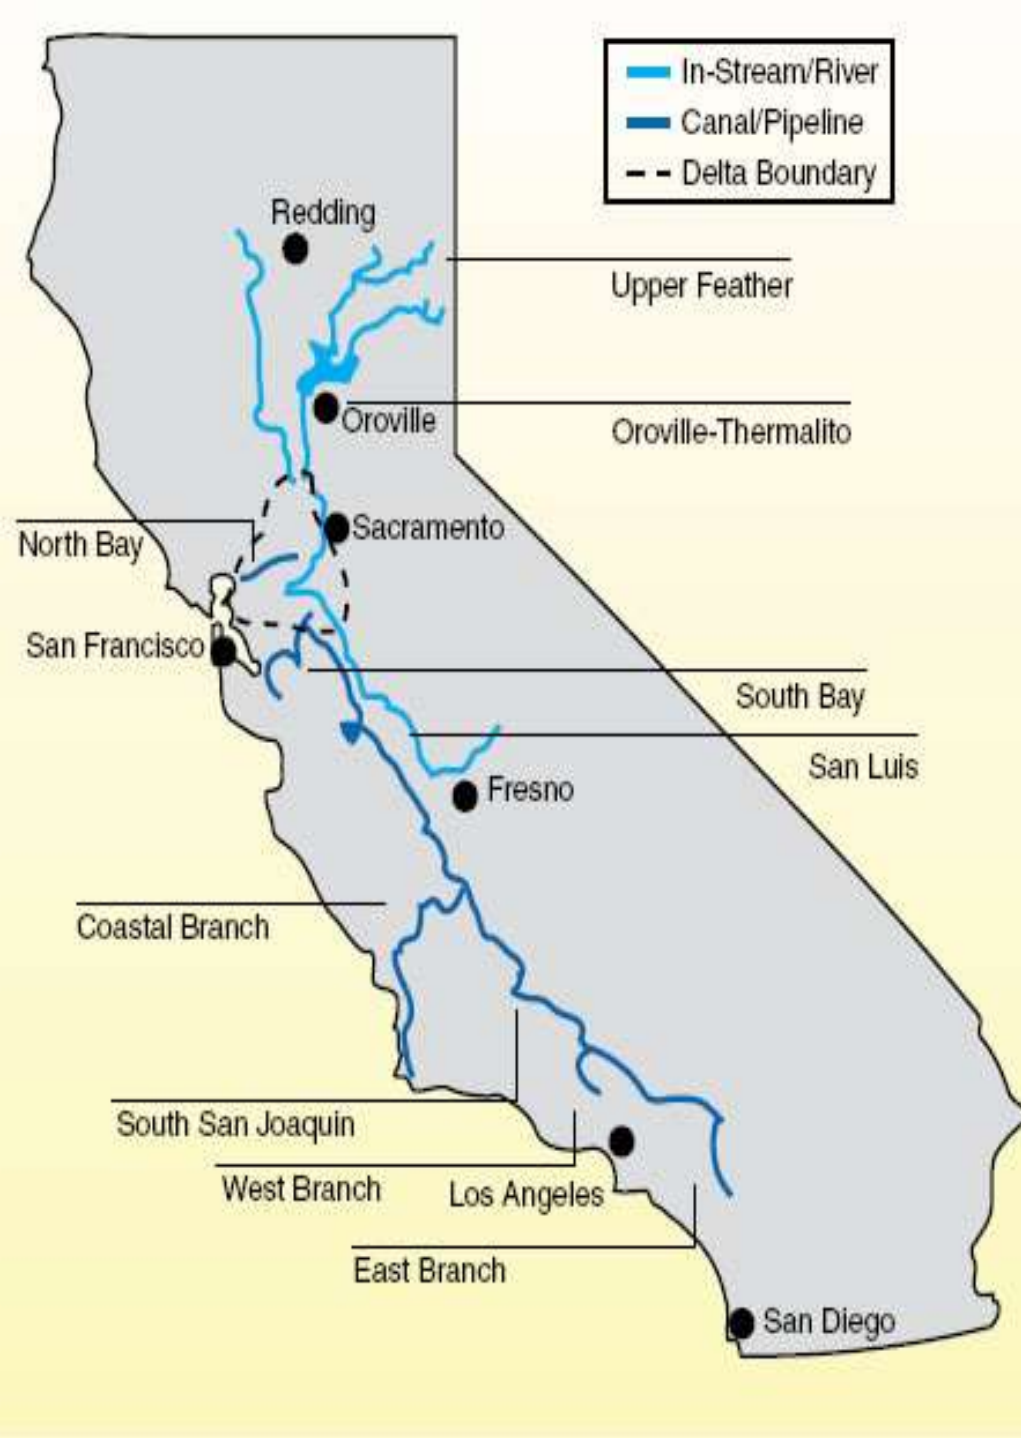 In-Stream/River
Canal/Pipeline
Delta Boundary
Redding
Upper Feather
Oroville
Oroville-Thermalito
Sacramento
North Bay
San Francisco
South Bay
San Luis
Fresno
Coastal Branch
South San Joaquin
West Branch
Los Angeles
East Branch
San Diego